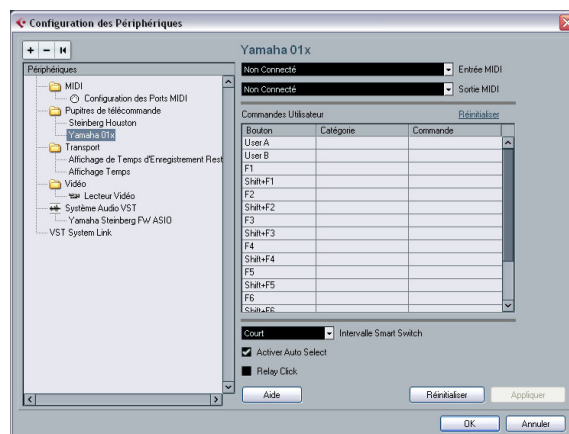 Configuration des Périphériques
Périphériques
MIDI
Configuration des Ports MIDI
Pupitres de télécommande
Steinberg Houston
Yamaha 01x
Transport
Affichage de Temps d'Enregistrement Rest
Affichage Temps
Vidéo
Lecteur Vidéo
Système Audio VST
Yamaha Steinberg FW ASIO
VST System Link
Yamaha 01x
Non Connecté Entrée MIDI
Non Connecté Sortie MIDI
Commandes Utilisateur Réinitialiser
Bouton Catégorie Commande
User A
User B
F1
Shift+F1
F2
Shift+F2
F3
Shift+F3
F4
Shift+F4
F5
Shift+F5
F6
Shift+F6
Court Intervalle Smart Switch
Activer Auto Select
Relay Click
Aide Réinitialiser Appliquer
OK Annuler